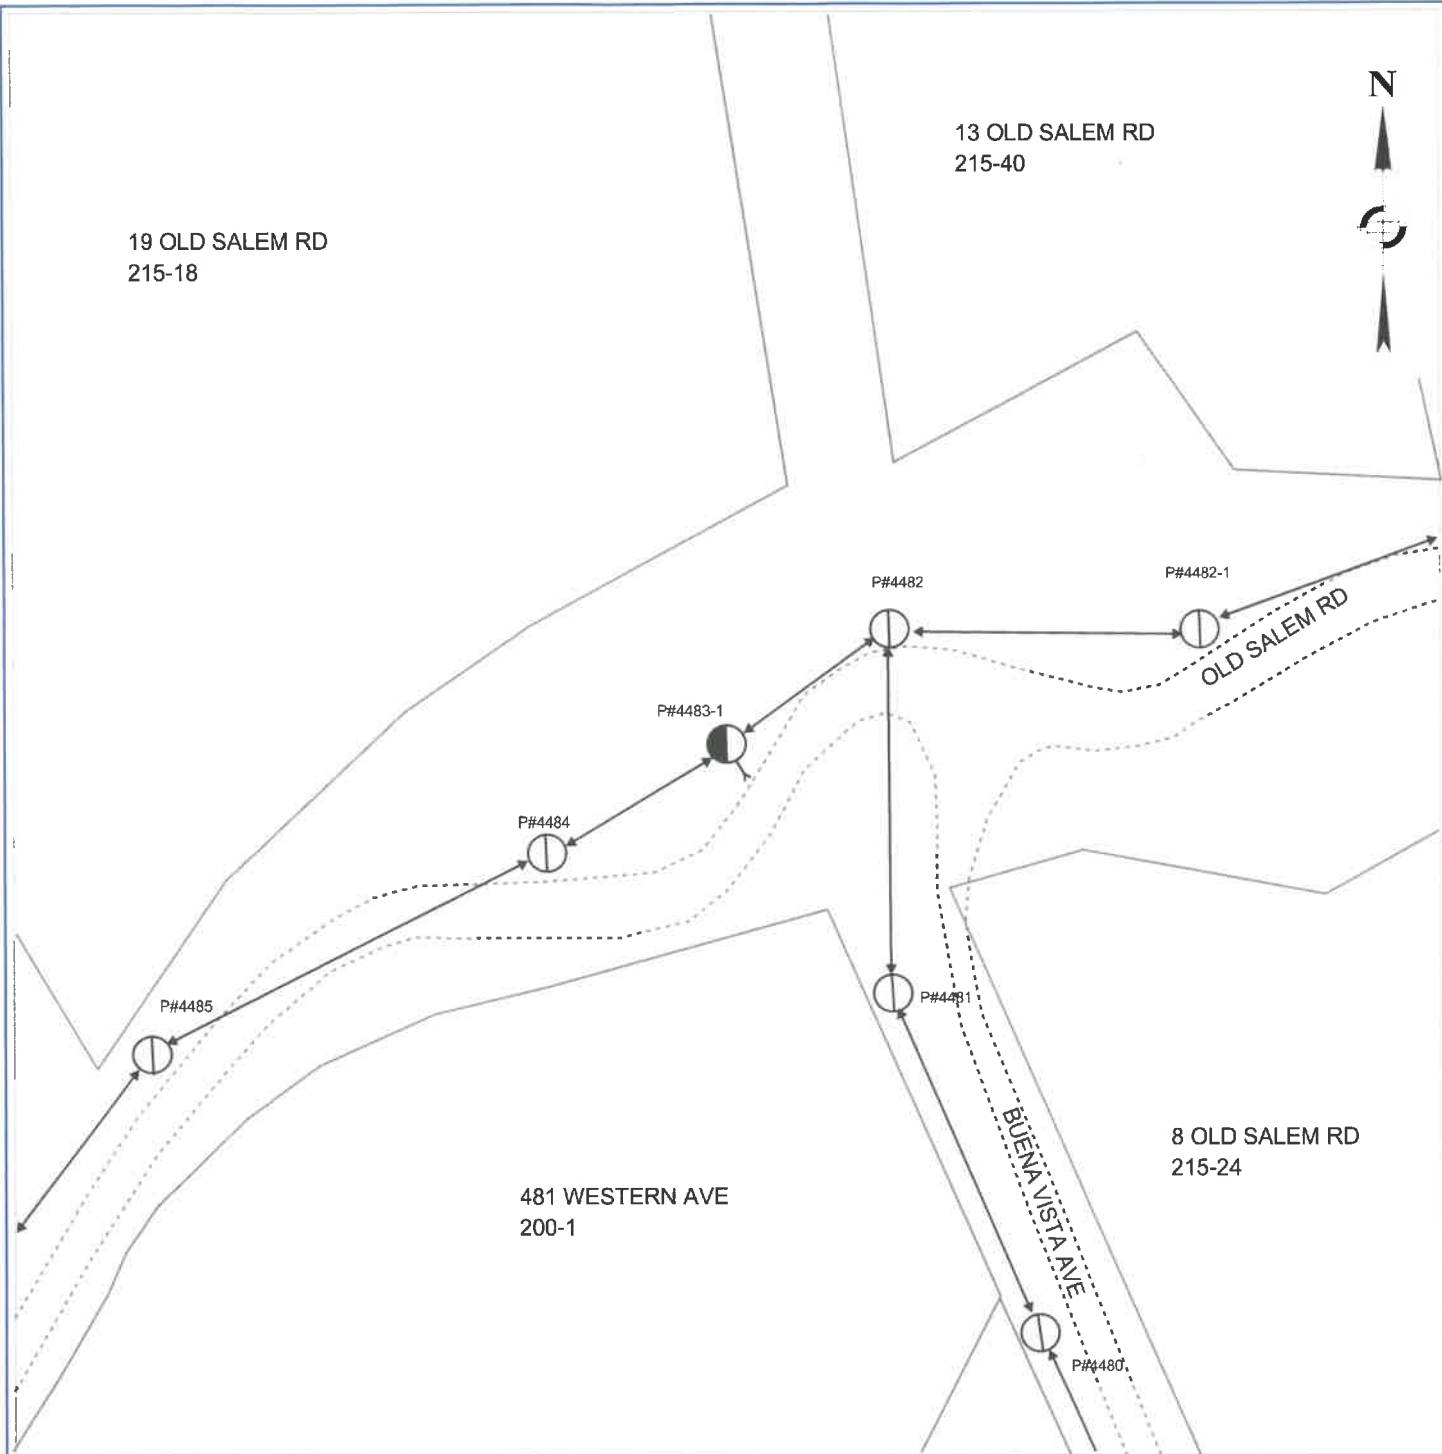 N
13 OLD SALEM RD
215-40
19 OLD SALEM RD
215-18
P#4482
P#4482-1
OLD SALEM RD
P#4483-1
P#4484
P#4481
P#4485
BUENA VISTA AVE
8 OLD SALEM RD
215-24
481 WESTERN AVE
200-1
P#4480